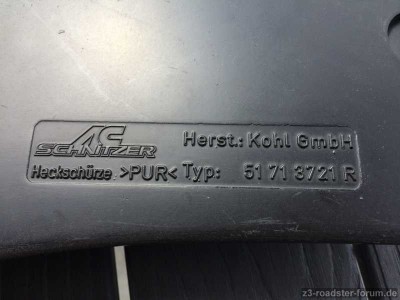 AC SCHNITZER Herst.: Kohl GmbH
Heckschürze >PUR< Typ: 51 71 3721 R
z3-roadster-forum.de